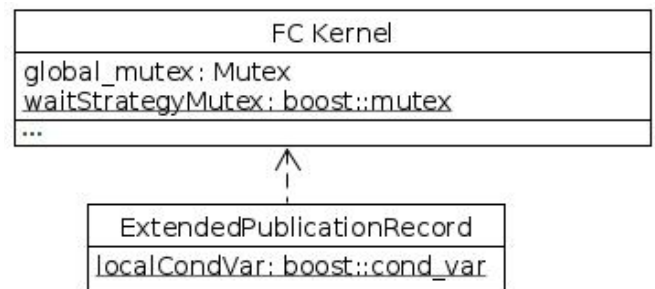 FC Kernel
global_mutex: Mutex
waitStrategyMutex: boost::mutex
...
ExtendedPublicationRecord
localCondVar: boost::cond_var